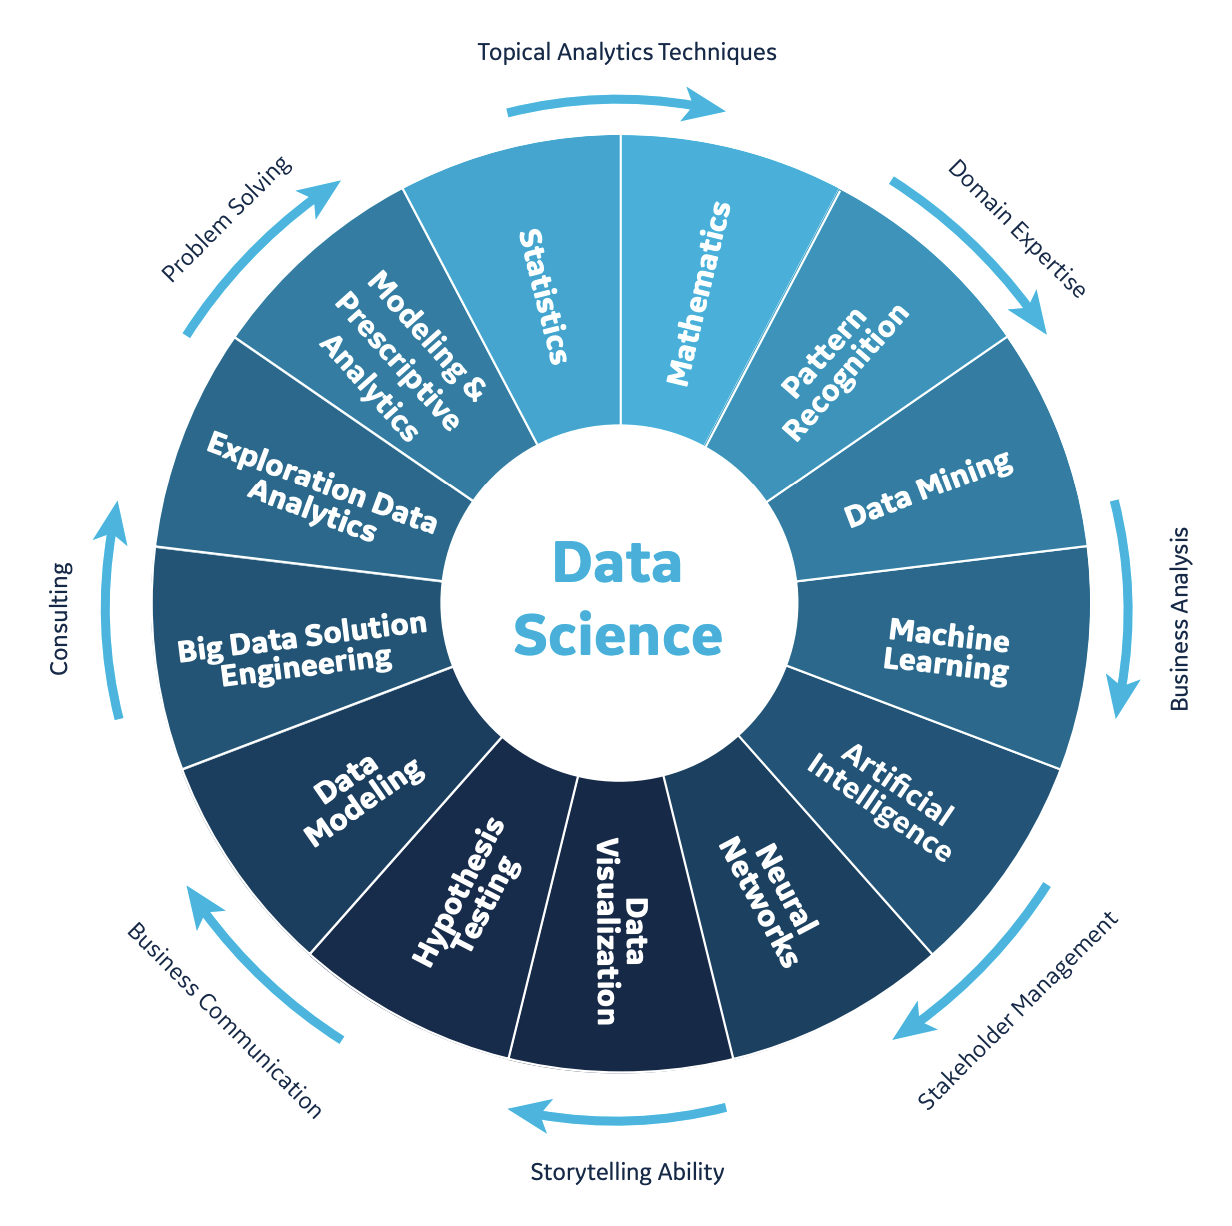 Topical Analytics Techniques
Domain Expertise
Business Analysis
Stakeholder Management
Storytelling Ability
Business Communication
Consulting
Problem Solving
Statistics
Mathematics
Pattern
Recognition
Data Mining
Machine
Learning
Artificial
Intelligence
Neural
Networks
Data
Visualization
Hypothesis
Testing
Data
Modeling
Big Data Solution
Engineering
Exploration Data
Analytics
Modeling &
Prescriptive
Analytics
Data
Science